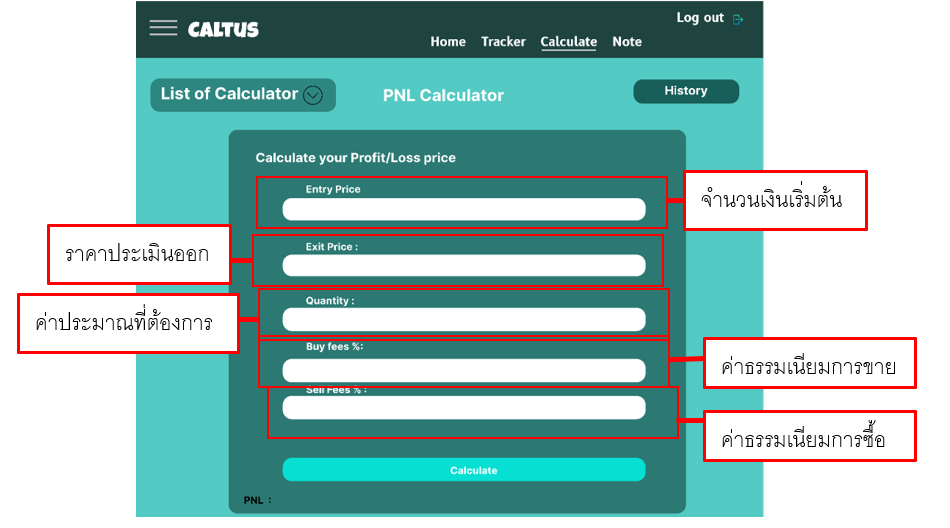 CALTUS
Log out
Home Tracker Calculate Note
List of Calculator
PNL Calculator
History
Calculate your Profit/Loss price
Entry Price
จำนวนเงินเริ่มต้น
Exit Price :
ราคาประเมินออก
Quantity :
ค่าประมาณที่ต้องการ
Buy fees %:
ค่าธรรมเนียมการขาย
Sell Fees % :
ค่าธรรมเนียมการซื้อ
Calculate
PNL :